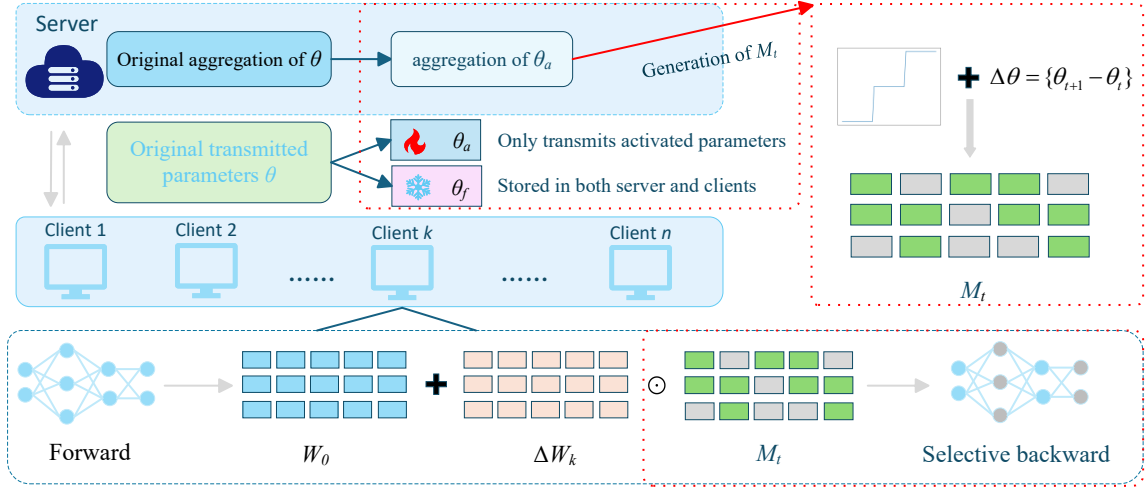 Server
Original aggregation of θ
aggregation of θₐ
Generation of Mₜ
Δθ = {θₜ₊₁ − θₜ}
Original transmitted
parameters θ
θₐ
Only transmits activated parameters
θ_f
Stored in both server and clients
Mₜ
Client 1
Client 2
Client k
Client n
......
......
Forward
W₀
ΔWₖ
⊙
Mₜ
Selective backward